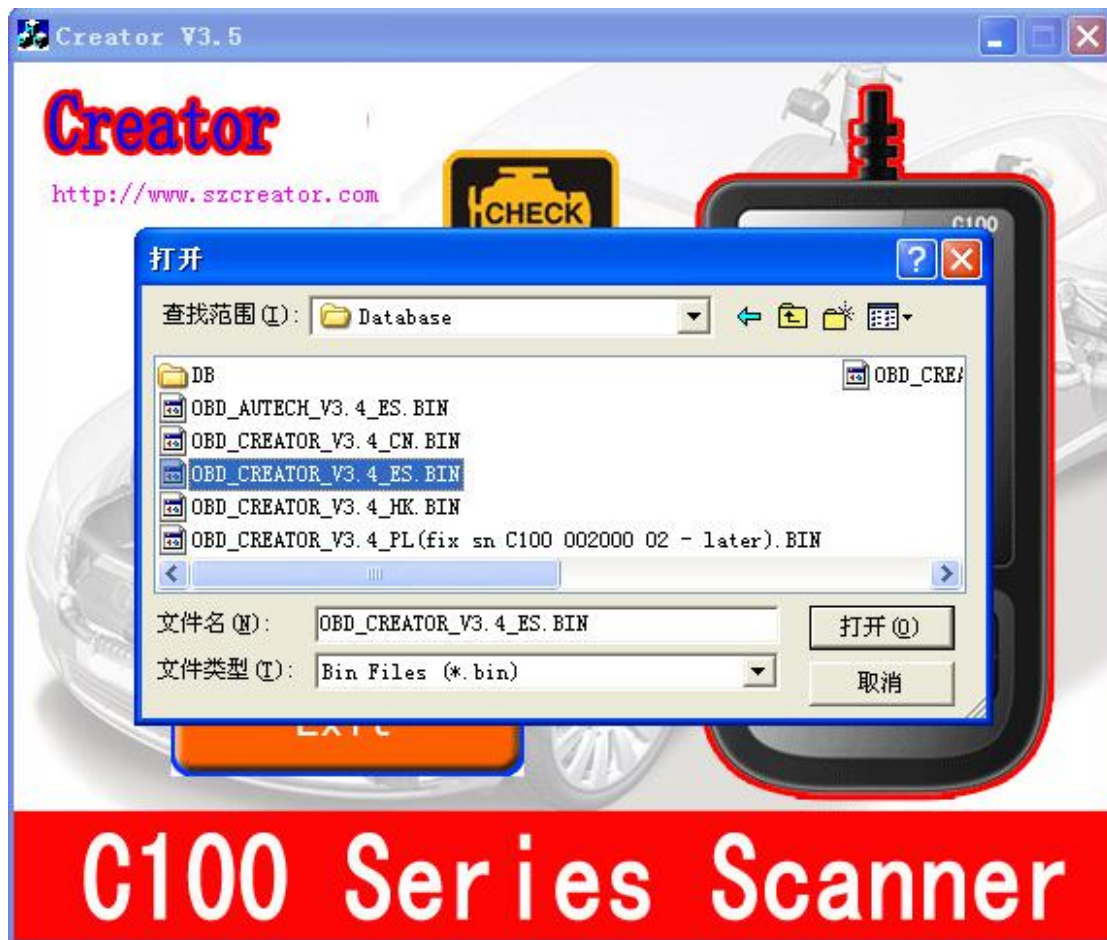 Creator V3.5
Creator
http://www.szcreator.com
CHECK
C100
打开
查找范围(I): Database
DB
OBD_AUTECH_V3.4_ES.BIN
OBD_CREATOR_V3.4_CN.BIN
OBD_CREATOR_V3.4_ES.BIN
OBD_CREATOR_V3.4_HK.BIN
OBD_CREATOR_V3.4_PL(fix sn C100 002000 02 - later).BIN
文件名(N): OBD_CREATOR_V3.4_ES.BIN 打开(O)
文件类型(T): Bin Files (*.bin) 取消
Exit
C100 Series Scanner